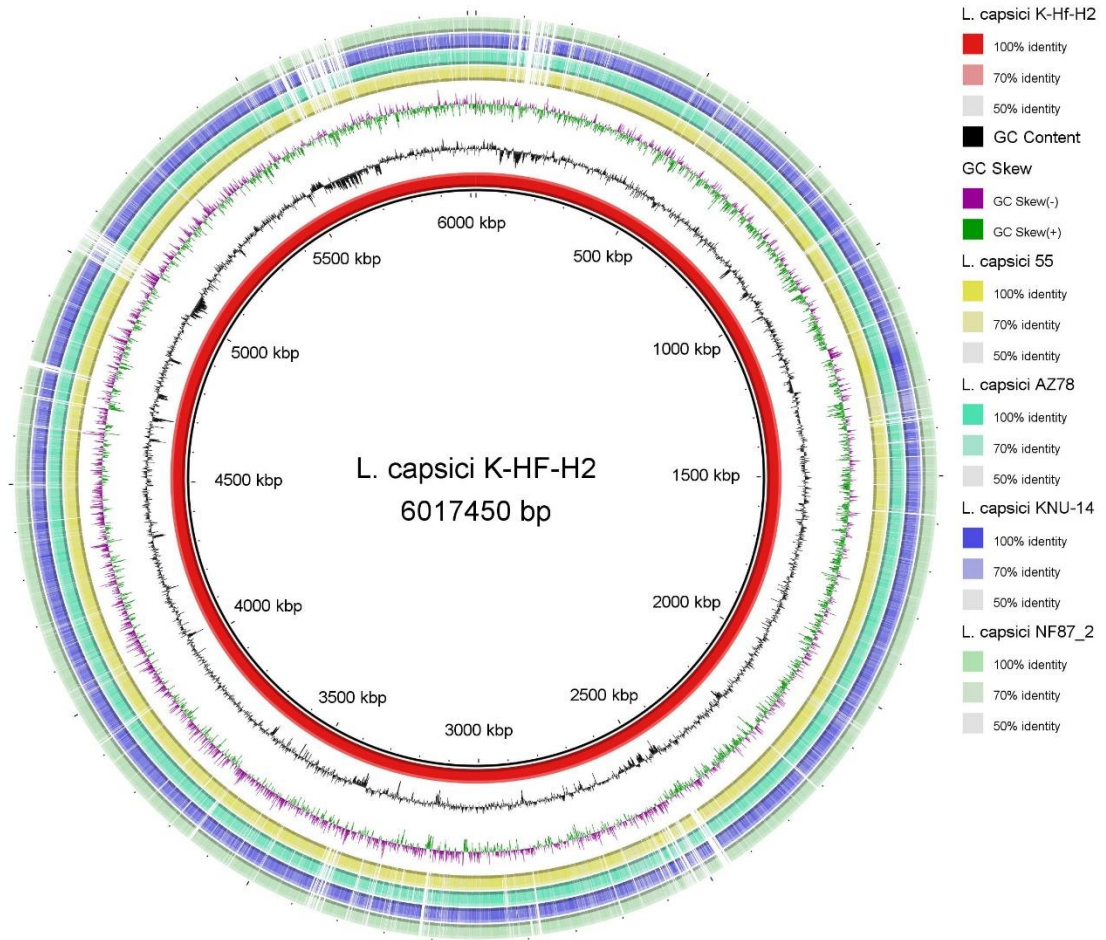 6000 kbp
500 kbp
1000 kbp
1500 kbp
2000 kbp
2500 kbp
3000 kbp
3500 kbp
4000 kbp
4500 kbp
5000 kbp
5500 kbp
L. capsici K-HF-H2
6017450 bp
L. capsici K-Hf-H2
100% identity
70% identity
50% identity
GC Content
GC Skew
GC Skew(-)
GC Skew(+)
L. capsici 55
100% identity
70% identity
50% identity
L. capsici AZ78
100% identity
70% identity
50% identity
L. capsici KNU-14
100% identity
70% identity
50% identity
L. capsici NF87_2
100% identity
70% identity
50% identity